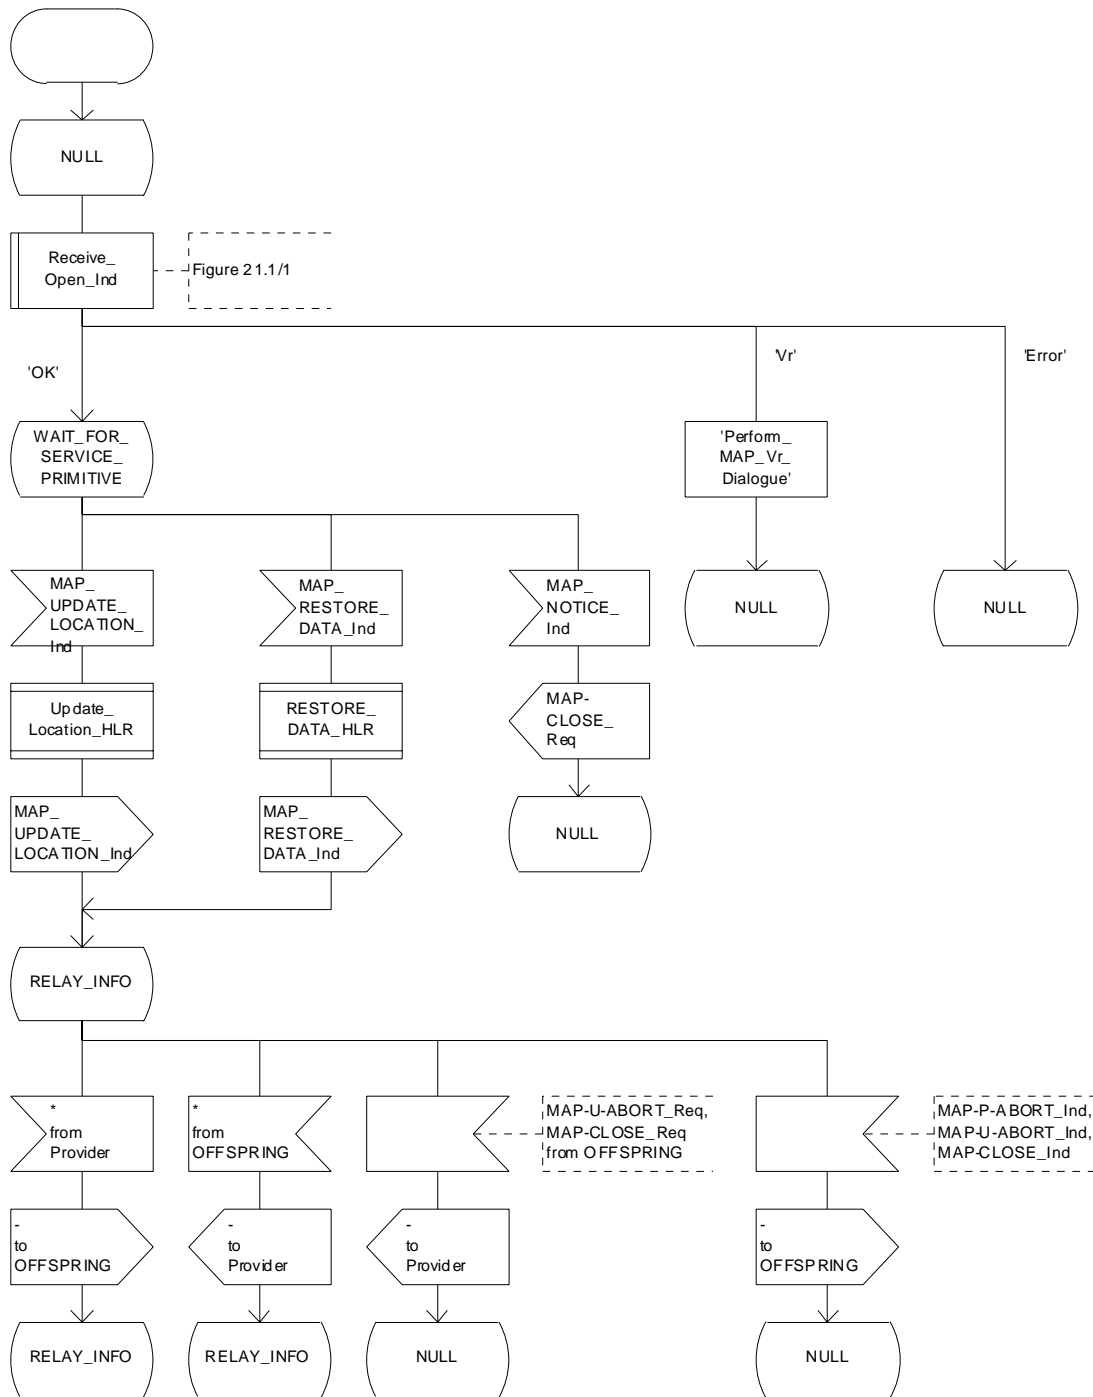 NULL
Receive_
Open_Ind
Figure 21.1/1
'OK'
'Vr'
'Error'
WAIT_FOR_
SERVICE_
PRIMITIVE
'Perform_
MAP_Vr_
Dialogue'
MAP_
UPDATE_
LOCATION_
Ind
MAP_
RESTORE_
DATA_Ind
MAP_
NOTICE_
Ind
NULL
NULL
Update_
Location_HLR
RESTORE_
DATA_HLR
MAP-
CLOSE_
Req
MAP_
UPDATE_
LOCATION_Ind
MAP_
RESTORE_
DATA_Ind
NULL
RELAY_INFO
*
from
Provider
*
from
OFFSPRING
MAP-U-ABORT_Req,
MAP-CLOSE_Req
from OFFSPRING
MAP-P-ABORT_Ind,
MAP-U-ABORT_Ind,
MAP-CLOSE_Ind
-
to
OFFSPRING
-
to
Provider
-
to
Provider
-
to
OFFSPRING
RELAY_INFO
RELAY_INFO
NULL
NULL